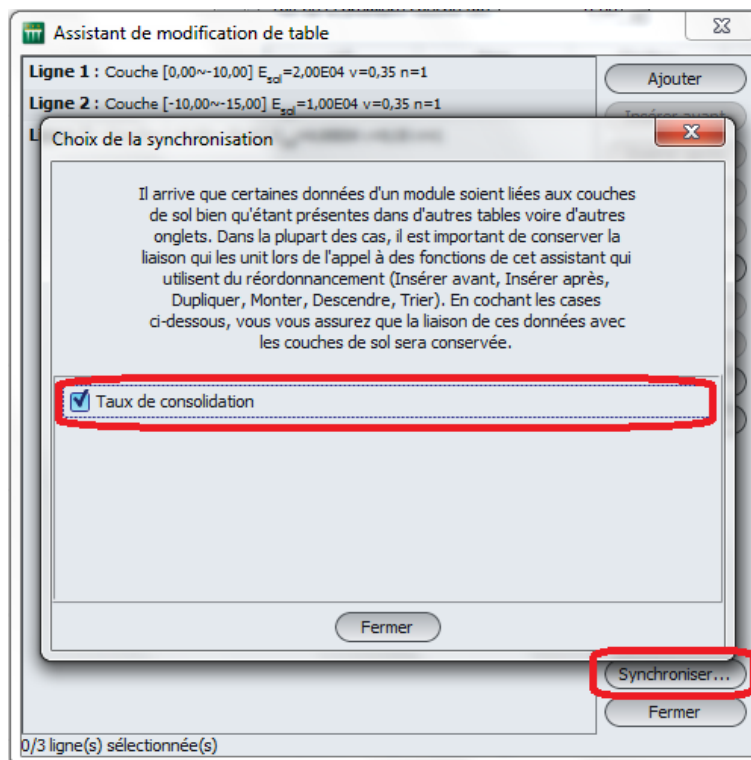 Assistant de modification de table
Ligne 1 : Couche [0,00~-10,00] Esol=2,00E04 ν=0,35 n=1
Ajouter
Ligne 2 : Couche [-10,00~-15,00] Esol=1,00E04 ν=0,35 n=1
Insérer avant
L
Choix de la synchronisation
Il arrive que certaines données d'un module soient liées aux couches
de sol bien qu'étant présentes dans d'autres tables voire d'autres
onglets. Dans la plupart des cas, il est important de conserver la
liaison qui les unit lors de l'appel à des fonctions de cet assistant qui
utilisent du réordonnancement (Insérer avant, Insérer après,
Dupliquer, Monter, Descendre, Trier). En cochant les cases
ci-dessous, vous vous assurez que la liaison de ces données avec
les couches de sol sera conservée.
Taux de consolidation
Fermer
Synchroniser...
Fermer
0/3 ligne(s) sélectionnée(s)